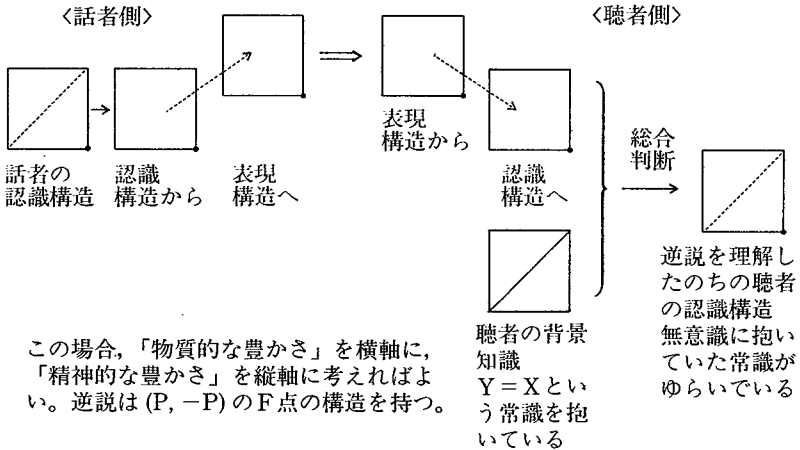 〈話者側〉
〈聴者側〉
話者の
認識構造
認識
構造から
表現
構造へ
表現
構造から
認識
構造へ
総合
判断
聴者の背景
知識
Y＝Xとい
う常識を抱
いている
逆説を理解し
たのちの聴者
の認識構造
無意識に抱い
ていた常識が
ゆらいでいる
この場合，「物質的な豊かさ」を横軸に，
「精神的な豊かさ」を縦軸に考えればよ
い。逆説は (P, −P) のF点の構造を持つ。